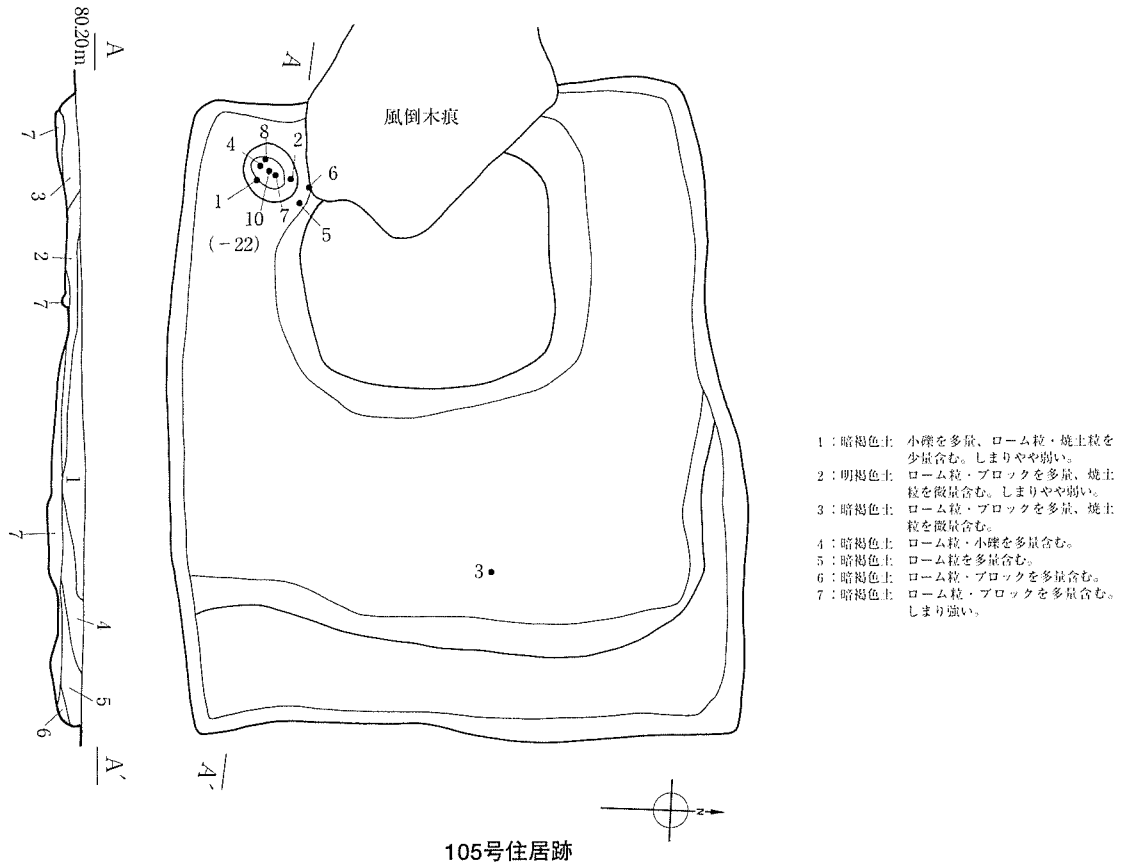 80.20m
A
7
3
2
7
1
7
4
5
6
A′
A
風倒木痕
8
2
4
6
1
10
7
5
(-22)
3
A′
N
1：暗褐色土　小礫を多量、ローム粒・焼土粒を
少量含む。しまりやや弱い。
2：明褐色土　ローム粒・ブロックを多量、焼土
粒を微量含む。しまりやや弱い。
3：暗褐色土　ローム粒・ブロックを多量、焼土
粒を微量含む。
4：暗褐色土　ローム粒・小礫を多量含む。
5：暗褐色土　ローム粒を多量含む。
6：暗褐色土　ローム粒・ブロックを多量含む。
7：暗褐色土　ローム粒・ブロックを多量含む。
しまり強い。
105号住居跡